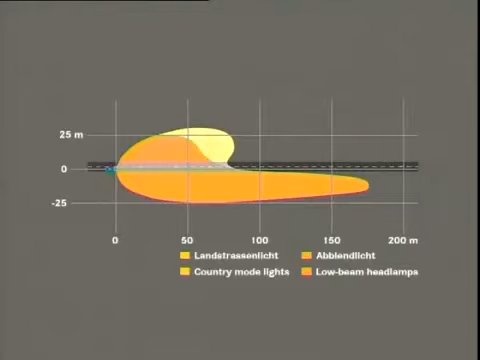 25 m
0
-25
0 50 100 150 200 m
Landstrassenlicht Abblendlicht
Country mode lights Low-beam headlamps